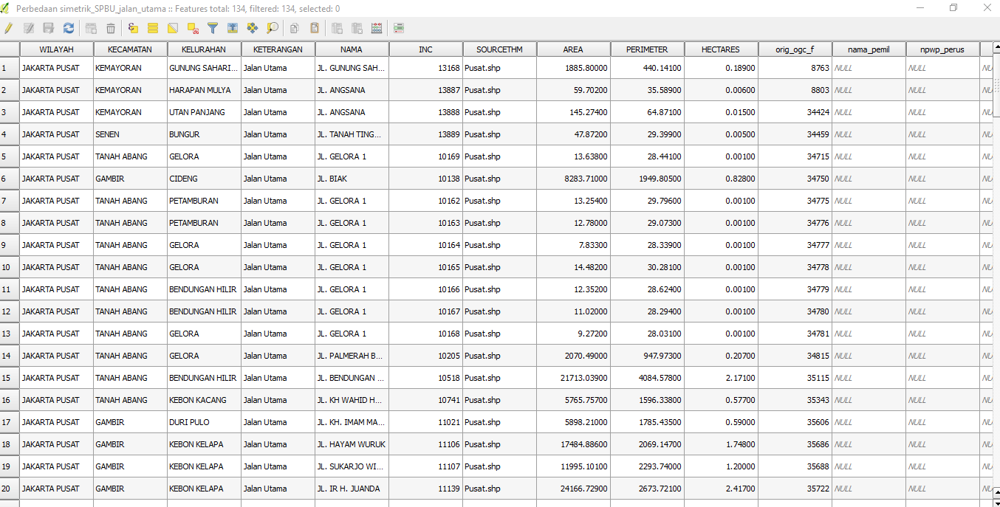 Perbedaan simetrik_SPBU_jalan_utama :: Features total: 134, filtered: 134, selected: 0
WILAYAH KECAMATAN KELURAHAN KETERANGAN NAMA INC SOURCETHM AREA PERIMETER HECTARES orig_ogc_f nama_pemil npwp_perus
1 JAKARTA PUSAT KEMAYORAN GUNUNG SAHARI... Jalan Utama JL. GUNUNG SAH... 13168 Pusat.shp 1885.80000 440.14100 0.18900 8763 NULL NULL NU
2 JAKARTA PUSAT KEMAYORAN HARAPAN MULYA Jalan Utama JL. ANGSANA 13887 Pusat.shp 59.70200 35.58900 0.00600 8803 NULL NULL NU
3 JAKARTA PUSAT KEMAYORAN UTAN PANJANG Jalan Utama JL. ANGSANA 13888 Pusat.shp 145.27400 64.87100 0.01500 34424 NULL NULL NU
4 JAKARTA PUSAT SENEN BUNGUR Jalan Utama JL. TANAH TING... 13889 Pusat.shp 47.87200 29.39900 0.00500 34459 NULL NULL NU
5 JAKARTA PUSAT TANAH ABANG GELORA Jalan Utama JL. GELORA 1 10169 Pusat.shp 13.63800 28.44100 0.00100 34715 NULL NULL NU
6 JAKARTA PUSAT GAMBIR CIDENG Jalan Utama JL. BIAK 10138 Pusat.shp 8283.71000 1949.80500 0.82800 34750 NULL NULL NU
7 JAKARTA PUSAT TANAH ABANG PETAMBURAN Jalan Utama JL. GELORA 1 10162 Pusat.shp 13.25400 29.79600 0.00100 34775 NULL NULL NU
8 JAKARTA PUSAT TANAH ABANG PETAMBURAN Jalan Utama JL. GELORA 1 10163 Pusat.shp 12.78000 29.07300 0.00100 34776 NULL NULL NU
9 JAKARTA PUSAT TANAH ABANG GELORA Jalan Utama JL. GELORA 1 10164 Pusat.shp 7.83300 28.33900 0.00100 34777 NULL NULL NU
10 JAKARTA PUSAT TANAH ABANG GELORA Jalan Utama JL. GELORA 1 10165 Pusat.shp 14.48200 30.28100 0.00100 34778 NULL NULL NU
11 JAKARTA PUSAT TANAH ABANG BENDUNGAN HILIR Jalan Utama JL. GELORA 1 10166 Pusat.shp 12.35200 28.62400 0.00100 34779 NULL NULL NU
12 JAKARTA PUSAT TANAH ABANG BENDUNGAN HILIR Jalan Utama JL. GELORA 1 10167 Pusat.shp 11.02000 28.29400 0.00100 34780 NULL NULL NU
13 JAKARTA PUSAT TANAH ABANG GELORA Jalan Utama JL. GELORA 1 10168 Pusat.shp 9.27200 28.03100 0.00100 34781 NULL NULL NU
14 JAKARTA PUSAT TANAH ABANG GELORA Jalan Utama JL. PALMERAH B... 10205 Pusat.shp 2070.49000 947.97300 0.20700 34815 NULL NULL NU
15 JAKARTA PUSAT TANAH ABANG BENDUNGAN HILIR Jalan Utama JL. BENDUNGAN ... 10518 Pusat.shp 21713.03900 4084.57800 2.17100 35115 NULL NULL NU
16 JAKARTA PUSAT TANAH ABANG KEBON KACANG Jalan Utama JL. KH WAHID H... 10741 Pusat.shp 5765.75700 1596.33800 0.57700 35343 NULL NULL NU
17 JAKARTA PUSAT GAMBIR DURI PULO Jalan Utama JL. KH. IMAM MA... 11021 Pusat.shp 5898.21000 1785.43500 0.59000 35606 NULL NULL NU
18 JAKARTA PUSAT GAMBIR KEBON KELAPA Jalan Utama JL. HAYAM WURUK 11106 Pusat.shp 17484.88600 2069.14700 1.74800 35686 NULL NULL NU
19 JAKARTA PUSAT GAMBIR KEBON KELAPA Jalan Utama JL. SUKARJO WI... 11107 Pusat.shp 11995.10100 2293.74000 1.20000 35688 NULL NULL NU
20 JAKARTA PUSAT GAMBIR KEBON KELAPA Jalan Utama JL. IR H. JUANDA 11139 Pusat.shp 24166.72900 2673.72100 2.41700 35722 NULL NULL NU